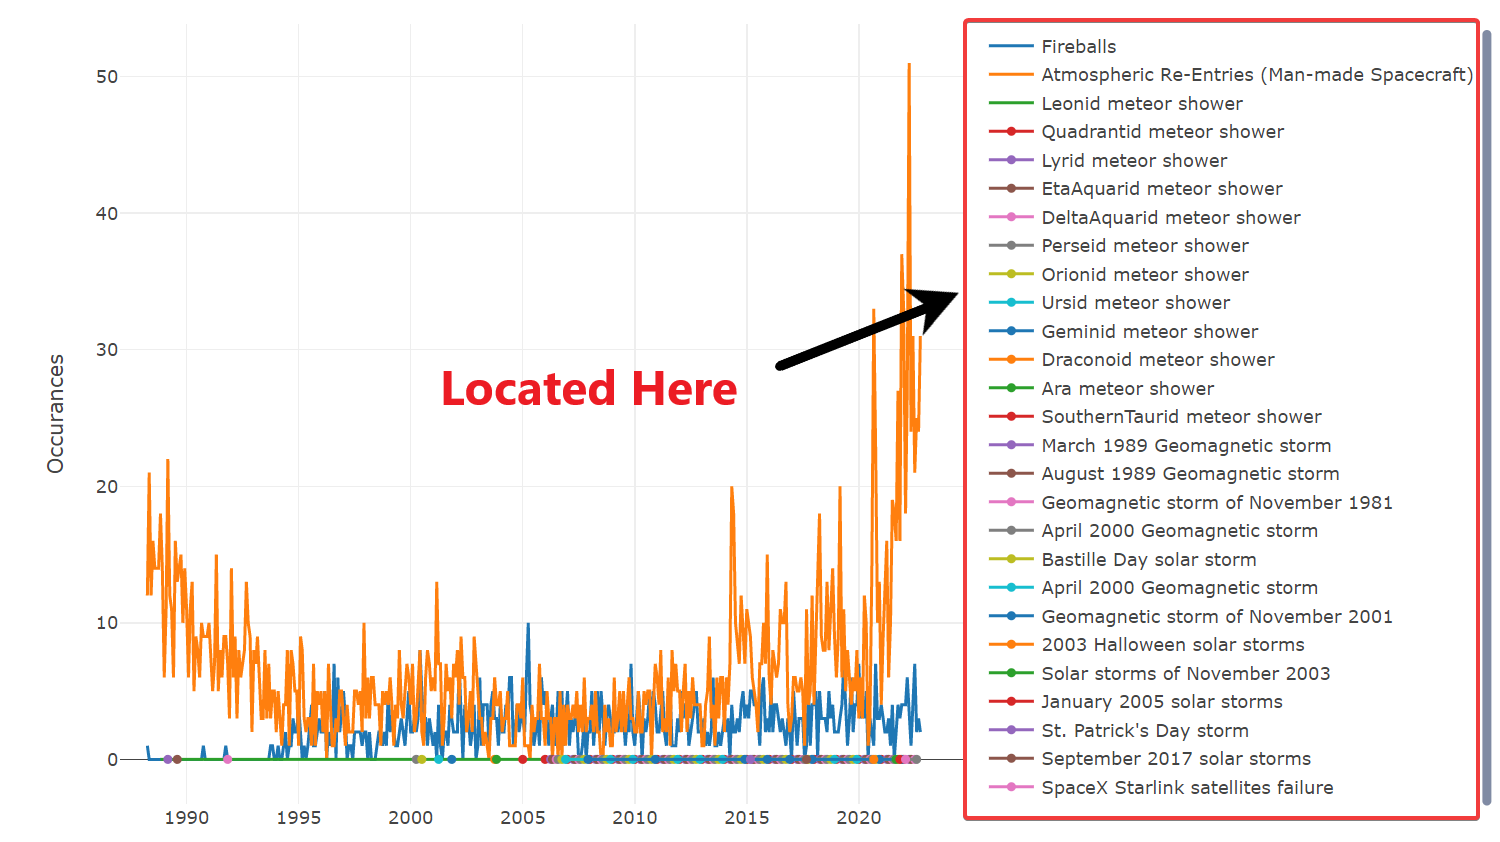 50
40
30
20
10
0
Occurances
1990 1995 2000 2005 2010 2015 2020
Located Here
Fireballs
Atmospheric Re-Entries (Man-made Spacecraft)
Leonid meteor shower
Quadrantid meteor shower
Lyrid meteor shower
EtaAquarid meteor shower
DeltaAquarid meteor shower
Perseid meteor shower
Orionid meteor shower
Ursid meteor shower
Geminid meteor shower
Draconoid meteor shower
Ara meteor shower
SouthernTaurid meteor shower
March 1989 Geomagnetic storm
August 1989 Geomagnetic storm
Geomagnetic storm of November 1981
April 2000 Geomagnetic storm
Bastille Day solar storm
April 2000 Geomagnetic storm
Geomagnetic storm of November 2001
2003 Halloween solar storms
Solar storms of November 2003
January 2005 solar storms
St. Patrick's Day storm
September 2017 solar storms
SpaceX Starlink satellites failure